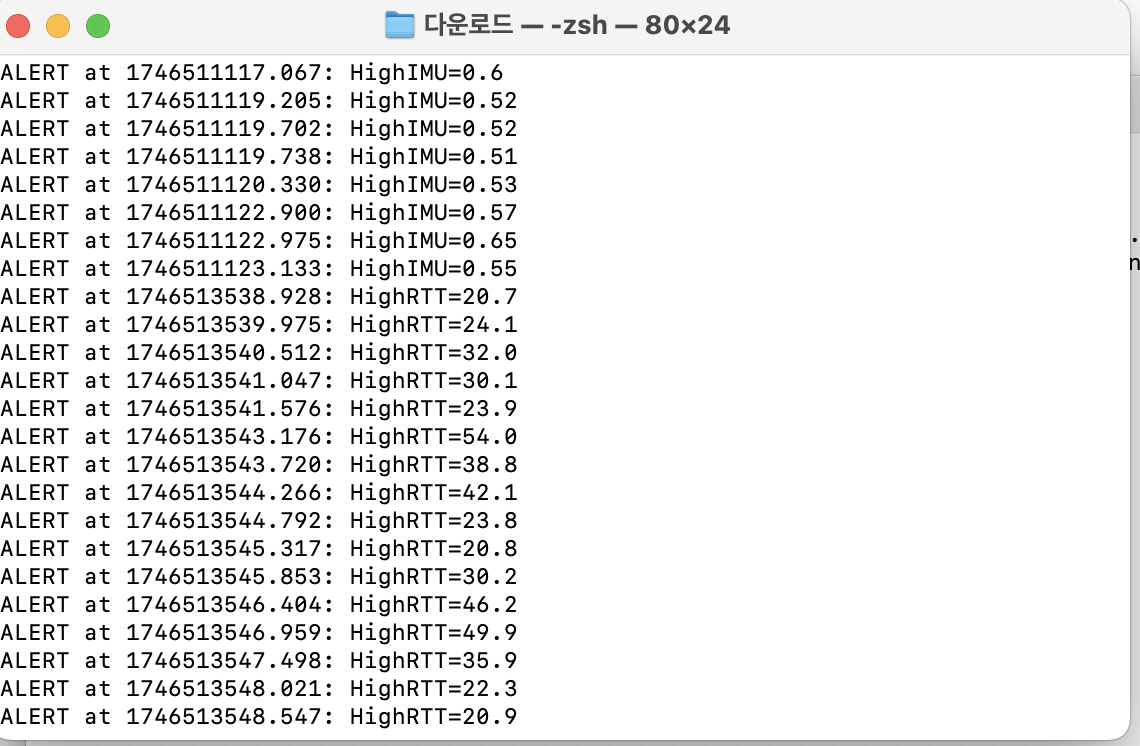 다운로드 — -zsh — 80×24
ALERT at 1746511117.067: HighIMU=0.6
ALERT at 1746511119.205: HighIMU=0.52
ALERT at 1746511119.702: HighIMU=0.52
ALERT at 1746511119.738: HighIMU=0.51
ALERT at 1746511120.330: HighIMU=0.53
ALERT at 1746511122.900: HighIMU=0.57
ALERT at 1746511122.975: HighIMU=0.65
ALERT at 1746511123.133: HighIMU=0.55
ALERT at 1746513538.928: HighRTT=20.7
ALERT at 1746513539.975: HighRTT=24.1
ALERT at 1746513540.512: HighRTT=32.0
ALERT at 1746513541.047: HighRTT=30.1
ALERT at 1746513541.576: HighRTT=23.9
ALERT at 1746513543.176: HighRTT=54.0
ALERT at 1746513543.720: HighRTT=38.8
ALERT at 1746513544.266: HighRTT=42.1
ALERT at 1746513544.792: HighRTT=23.8
ALERT at 1746513545.317: HighRTT=20.8
ALERT at 1746513545.853: HighRTT=30.2
ALERT at 1746513546.404: HighRTT=46.2
ALERT at 1746513546.959: HighRTT=49.9
ALERT at 1746513547.498: HighRTT=35.9
ALERT at 1746513548.021: HighRTT=22.3
ALERT at 1746513548.547: HighRTT=20.9